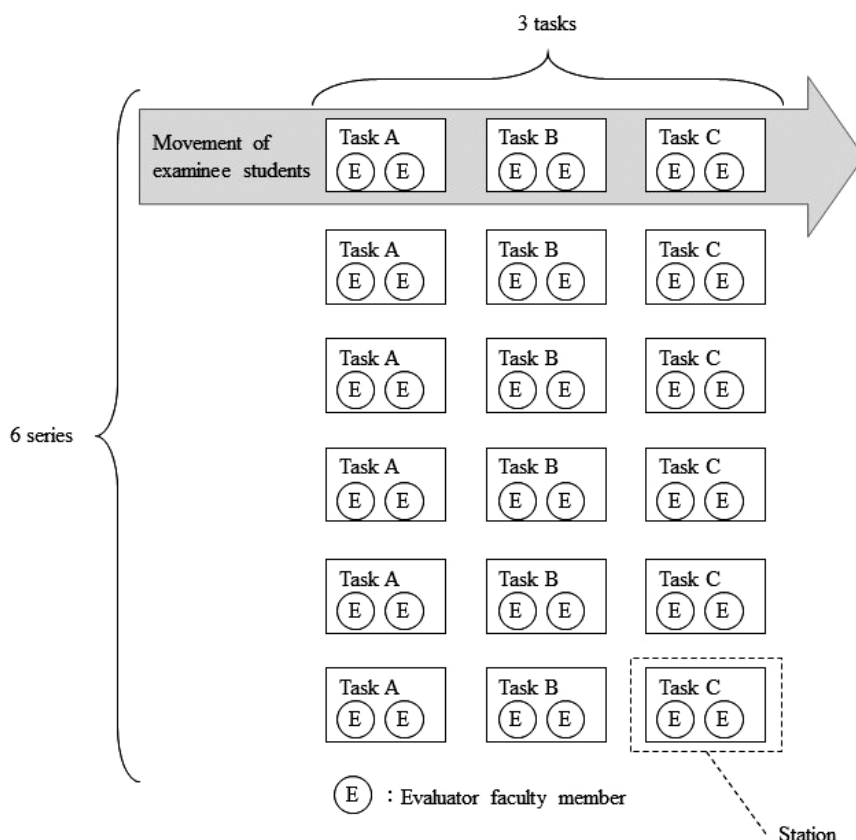 3 tasks
Movement of
examinee students
Task A
Task B
Task C
E E
E E
E E
Task A
Task B
Task C
E E
E E
E E
Task A
Task B
Task C
E E
E E
E E
6 series
Task A
Task B
Task C
E E
E E
E E
Task A
Task B
Task C
E E
E E
E E
Task A
Task B
Task C
E E
E E
E E
E : Evaluator faculty member
Station